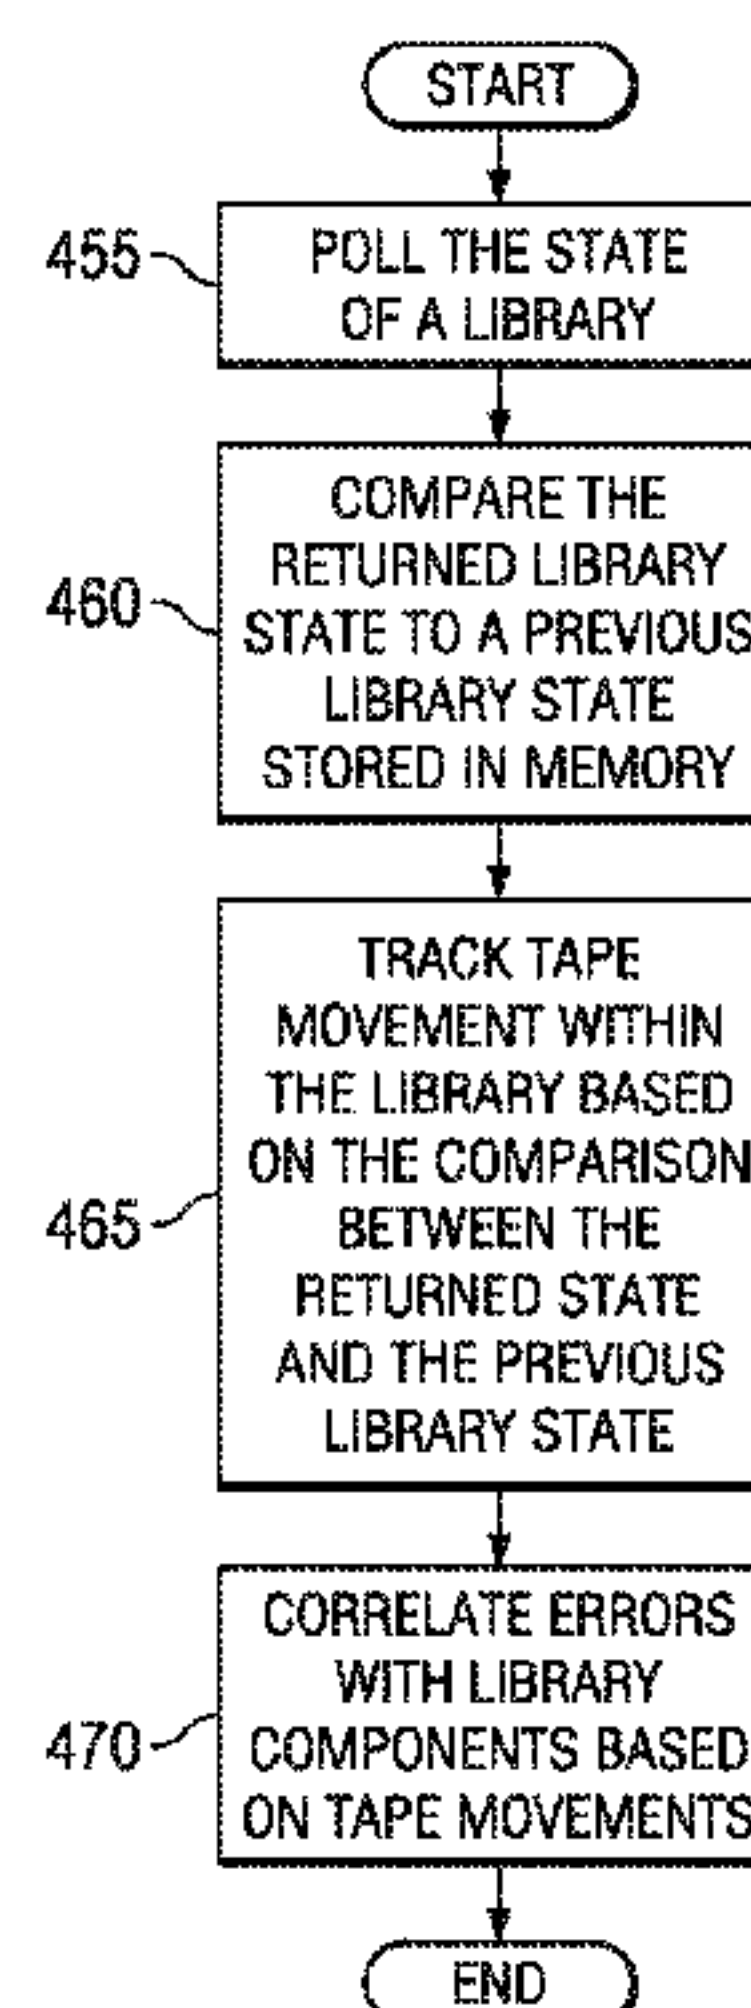 START
455
POLL THE STATE
OF A LIBRARY
460
COMPARE THE
RETURNED LIBRARY
STATE TO A PREVIOUS
LIBRARY STATE
STORED IN MEMORY
465
TRACK TAPE
MOVEMENT WITHIN
THE LIBRARY BASED
ON THE COMPARISON
BETWEEN THE
RETURNED STATE
AND THE PREVIOUS
LIBRARY STATE
470
CORRELATE ERRORS
WITH LIBRARY
COMPONENTS BASED
ON TAPE MOVEMENTS
END